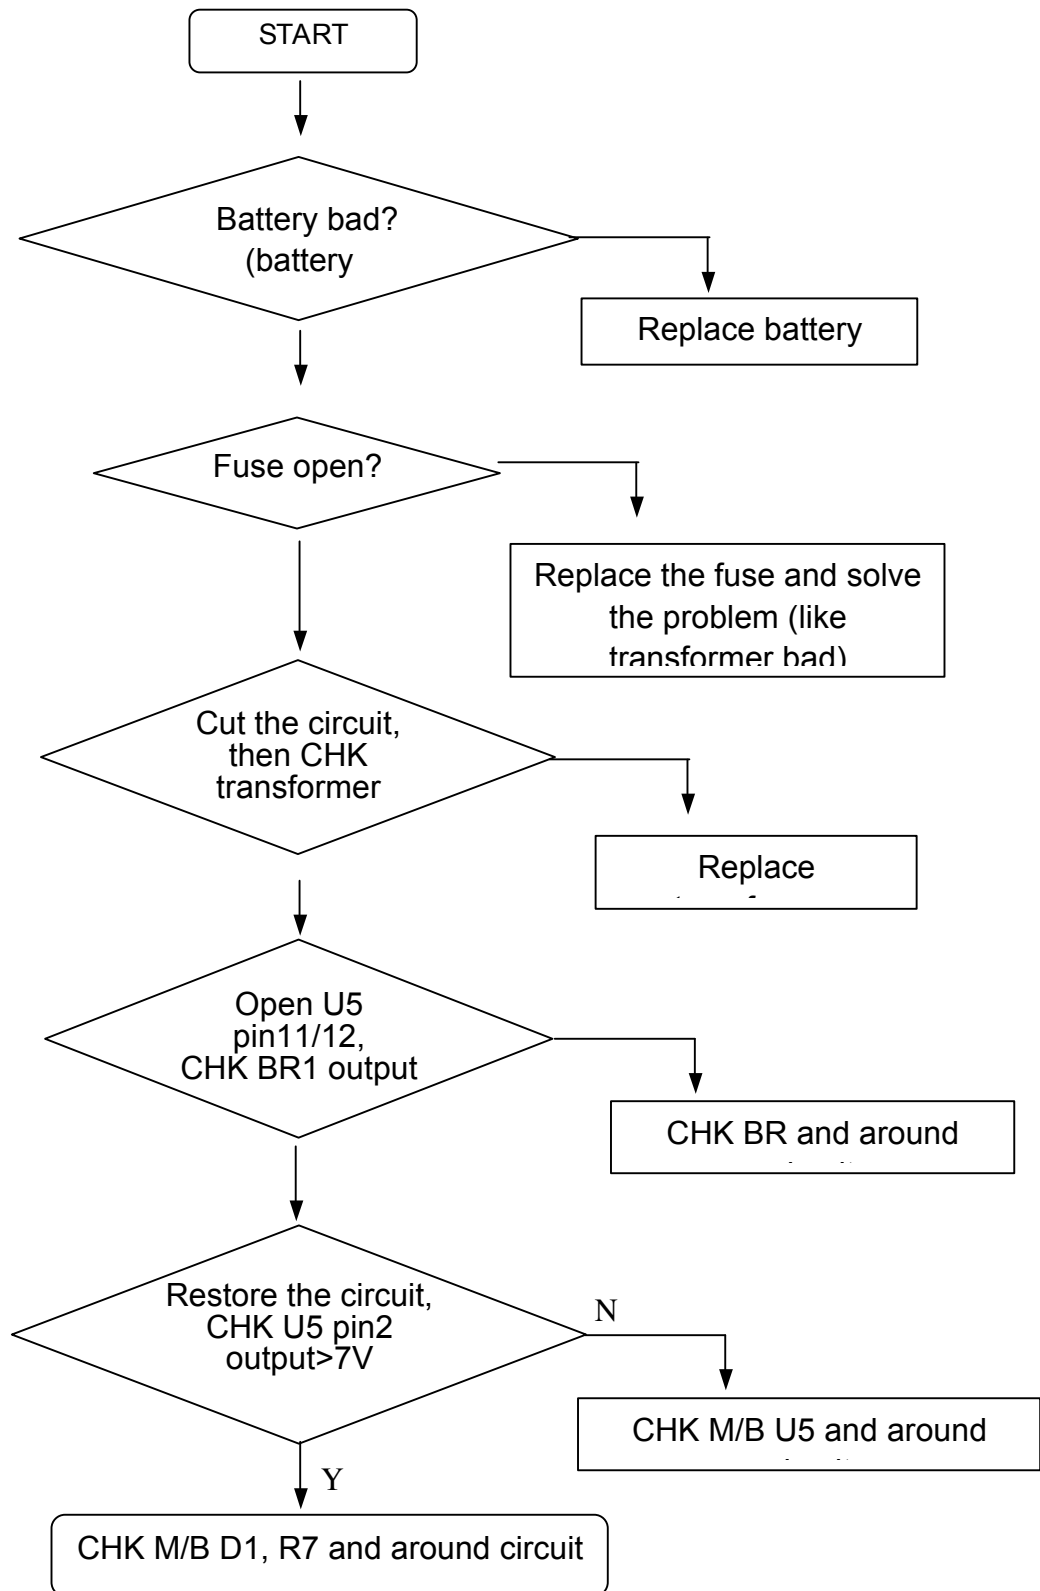 START
Battery bad?
(battery
Replace battery
Fuse open?
Replace the fuse and solve
the problem (like
transformer bad)
Cut the circuit,
then CHK
transformer
Replace
Open U5
pin11/12,
CHK BR1 output
CHK BR and around
Restore the circuit,
CHK U5 pin2
output>7V
N
CHK M/B U5 and around
Y
CHK M/B D1, R7 and around circuit